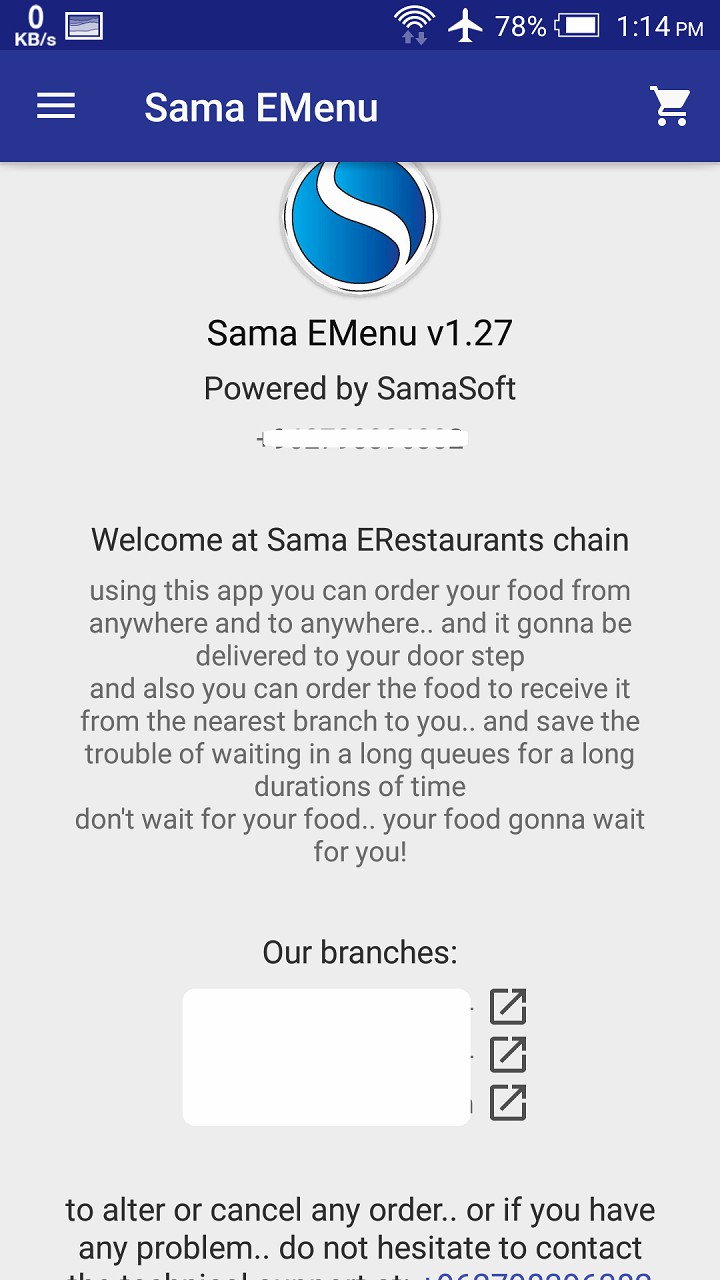 0
KB/s
78%
1:14 PM
Sama EMenu
Sama EMenu v1.27
Powered by SamaSoft
Welcome at Sama ERestaurants chain
using this app you can order your food from
anywhere and to anywhere.. and it gonna be
delivered to your door step
and also you can order the food to receive it
from the nearest branch to you.. and save the
trouble of waiting in a long queues for a long
durations of time
don't wait for your food.. your food gonna wait
for you!
Our branches:
to alter or cancel any order.. or if you have
any problem.. do not hesitate to contact
the technical support at: